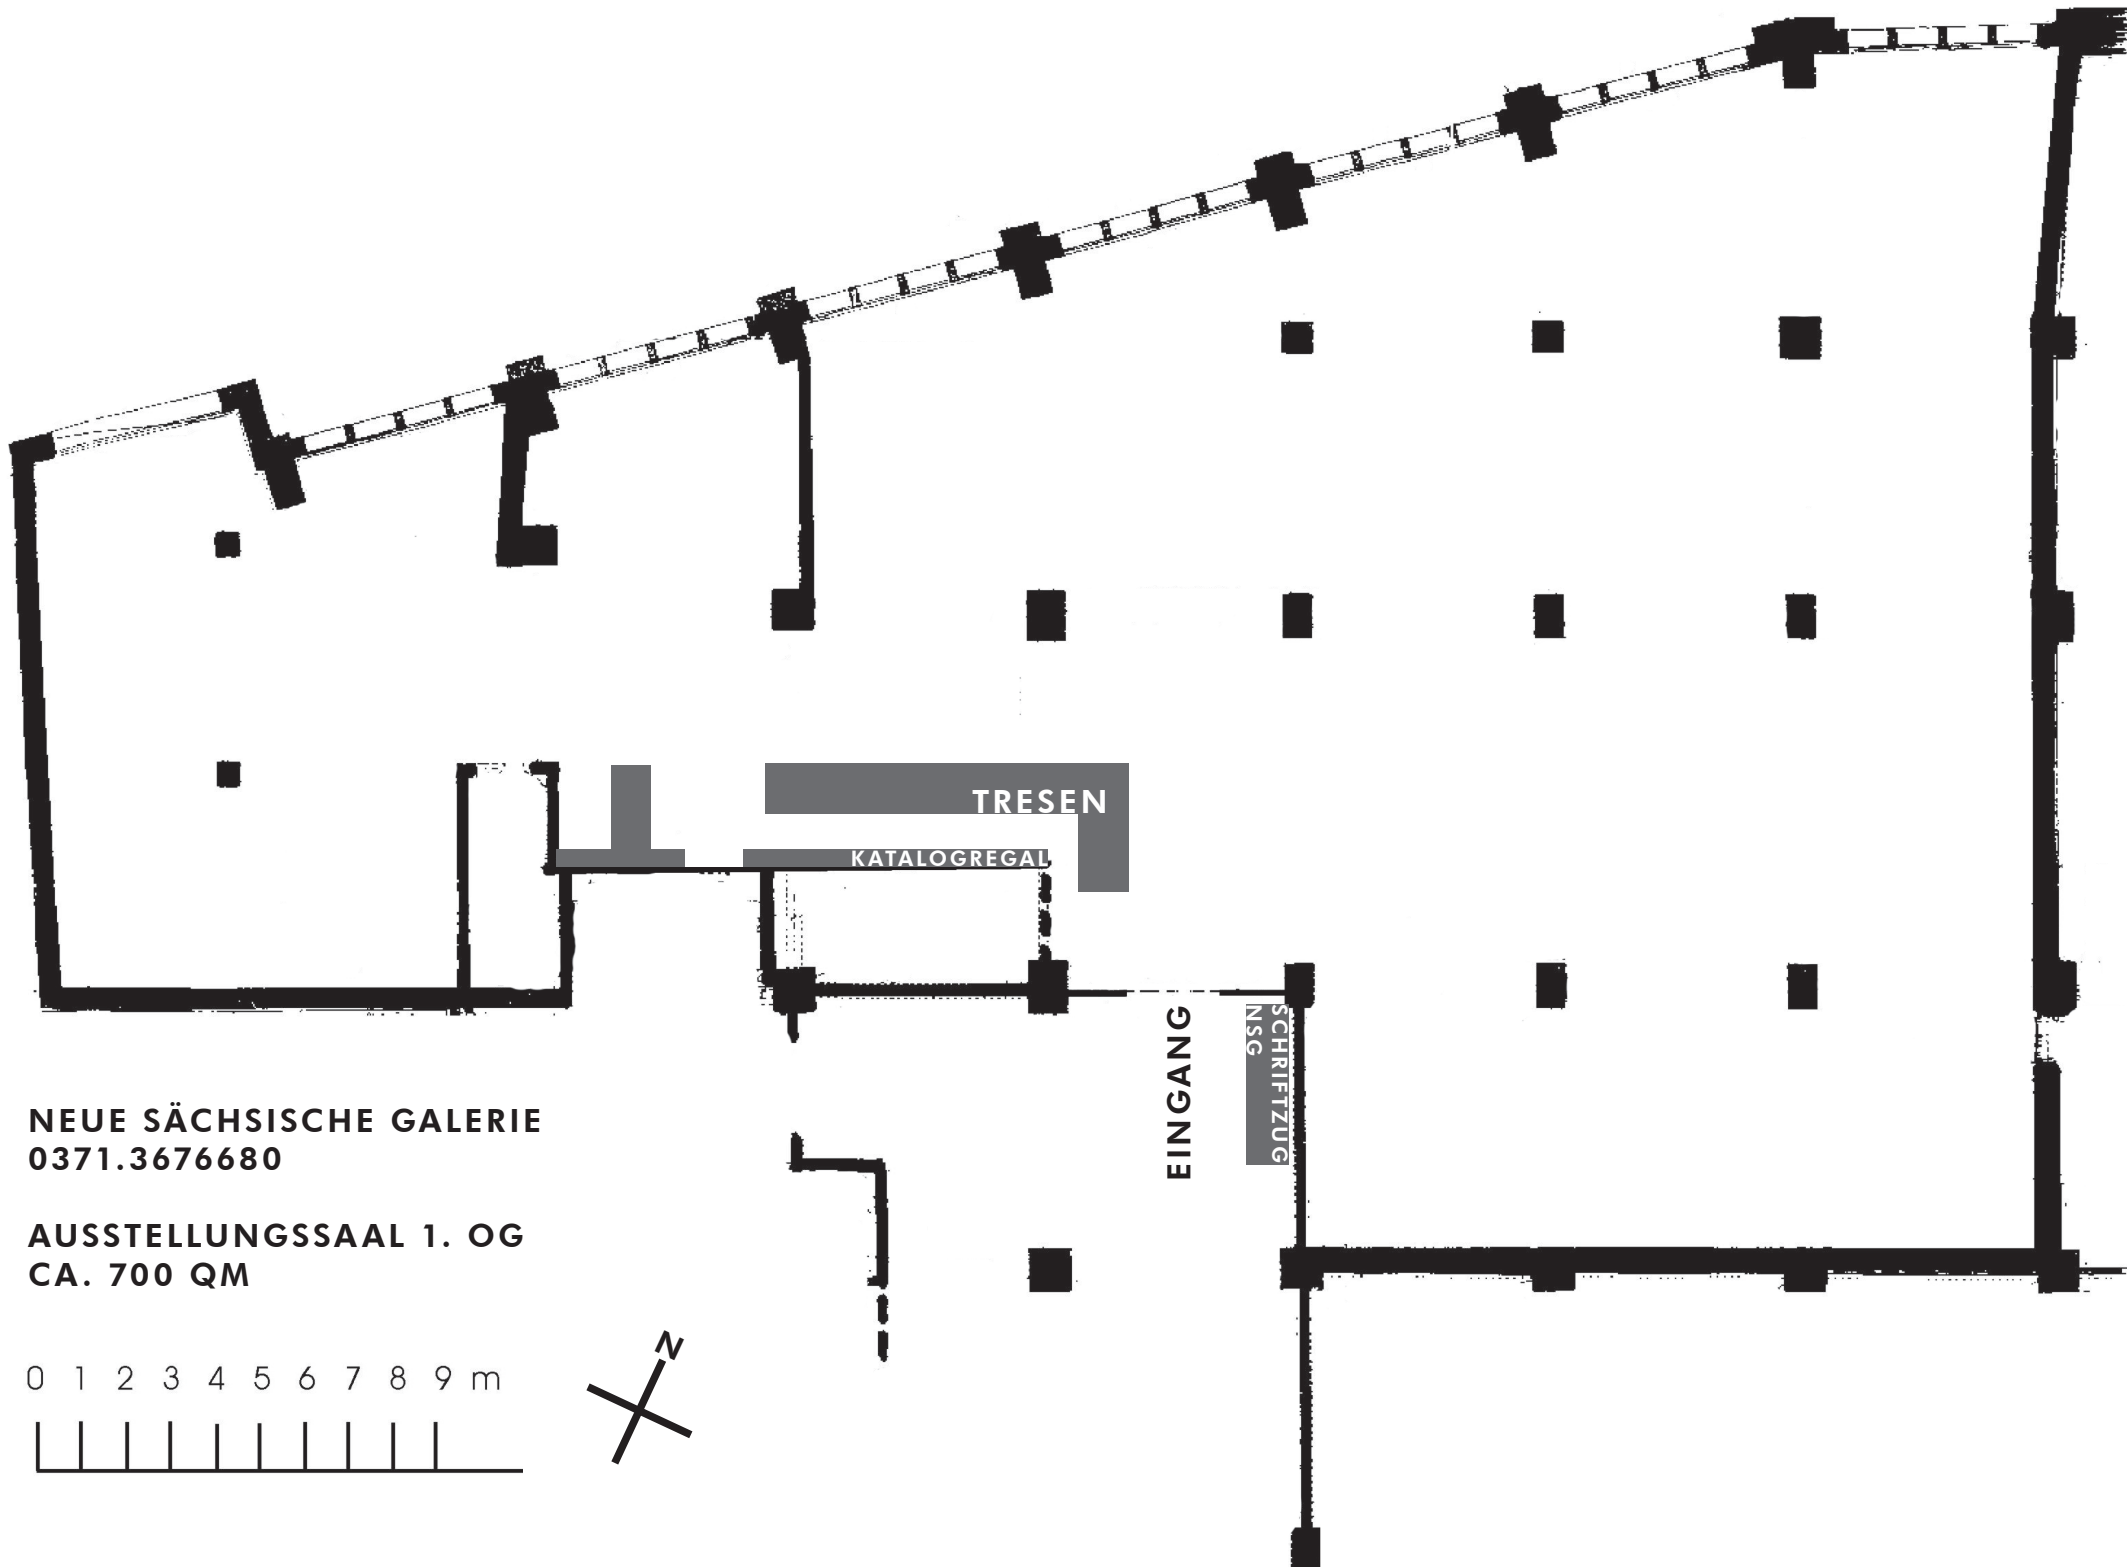 TRESEN
KATALOGREGAL
EINGANG
SCHRIFTZUG
NSG
NEUE SÄCHSISCHE GALERIE
0371.3676680
AUSSTELLUNGSSAAL 1. OG
CA. 700 QM
N
0 1 2 3 4 5 6 7 8 9 m